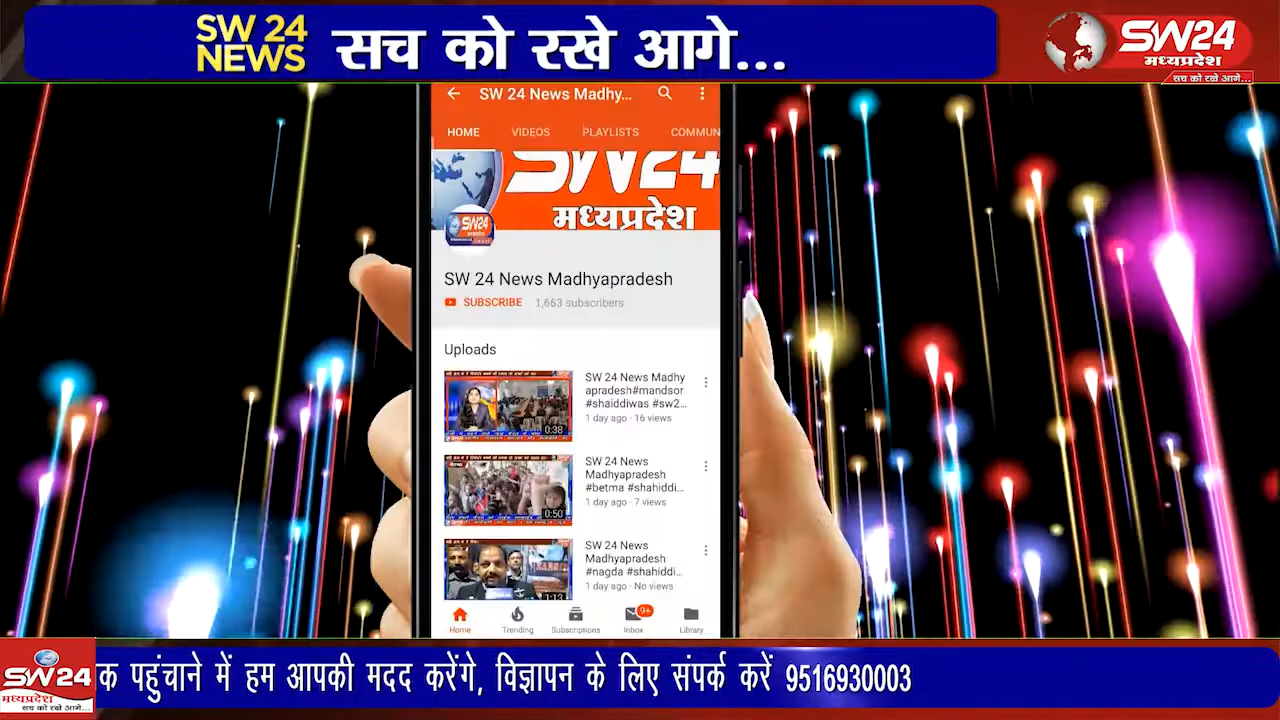 SW 24
NEWS
सच को रखे आगे...
SW24
मध्यप्रदेश
सच को रखे आगे...
SW 24 News Madhy...
HOME VIDEOS PLAYLISTS COMMUN
SW24
मध्यप्रदेश
SW24
SW 24 News Madhyapradesh
SUBSCRIBE 1,663 subscribers
Uploads
SW 24 News Madhy
apradesh#mandsor
#shaiddiwas #sw2...
1 day ago · 16 views
0:38
SW 24 News
Madhyapradesh
#betma #shahiddi...
1 day ago · 7 views
0:50
SW 24 News
Madhyapradesh
#nagda #shahiddi...
1 day ago · No views
1:13
9+
Home Trending Subscriptions Inbox Library
SW24
मध्यप्रदेश
सच को रखे आगे...
क पहुंचाने में हम आपकी मदद करेंगे, विज्ञापन के लिए संपर्क करें 9516930003